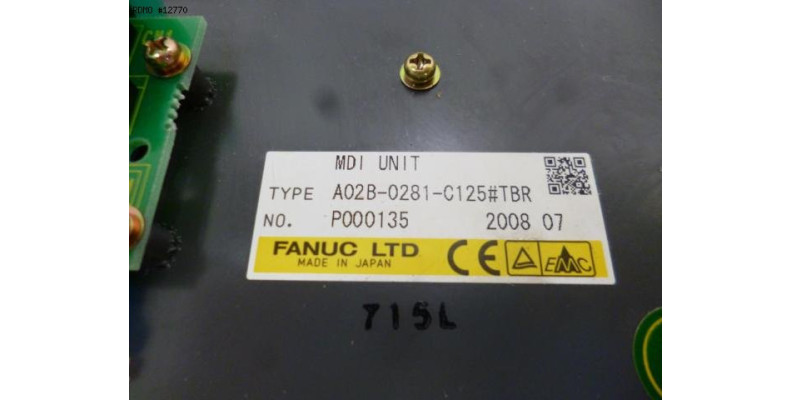 #12770
MDI UNIT
TYPE A02B-0281-C125#TBR
NO. P000135 2008 07
FANUC LTD
MADE IN JAPAN
CE EMC
715L